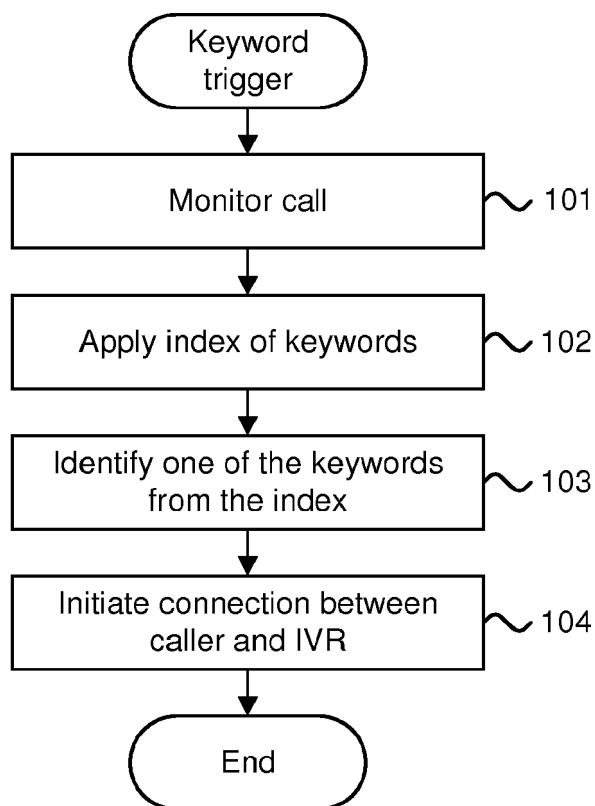 Keyword
trigger
Monitor call
101
Apply index of keywords
102
Identify one of the keywords
from the index
103
Initiate connection between
caller and IVR
104
End